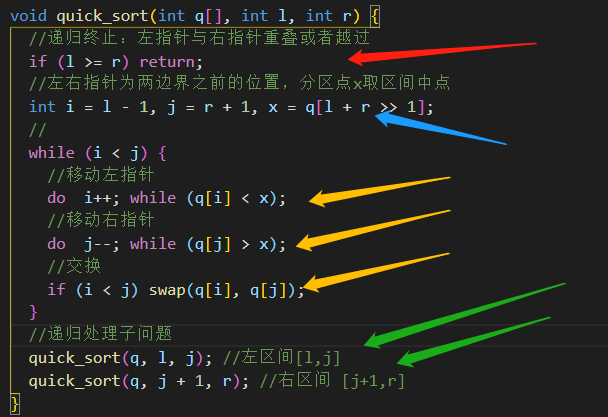 void quick_sort(int q[], int l, int r) {
//递归终止：左指针与右指针重叠或者越过
if (l >= r) return;
//左右指针为两边界之前的位置，分区点x取区间中点
int i = l - 1, j = r + 1, x = q[l + r >> 1];
//
while (i < j) {
//移动左指针
do  i++; while (q[i] < x);
//移动右指针
do  j--; while (q[j] > x);
//交换
if (i < j) swap(q[i], q[j]);
}
//递归处理子问题
quick_sort(q, l, j); //左区间[l,j]
quick_sort(q, j + 1, r); //右区间 [j+1,r]
}